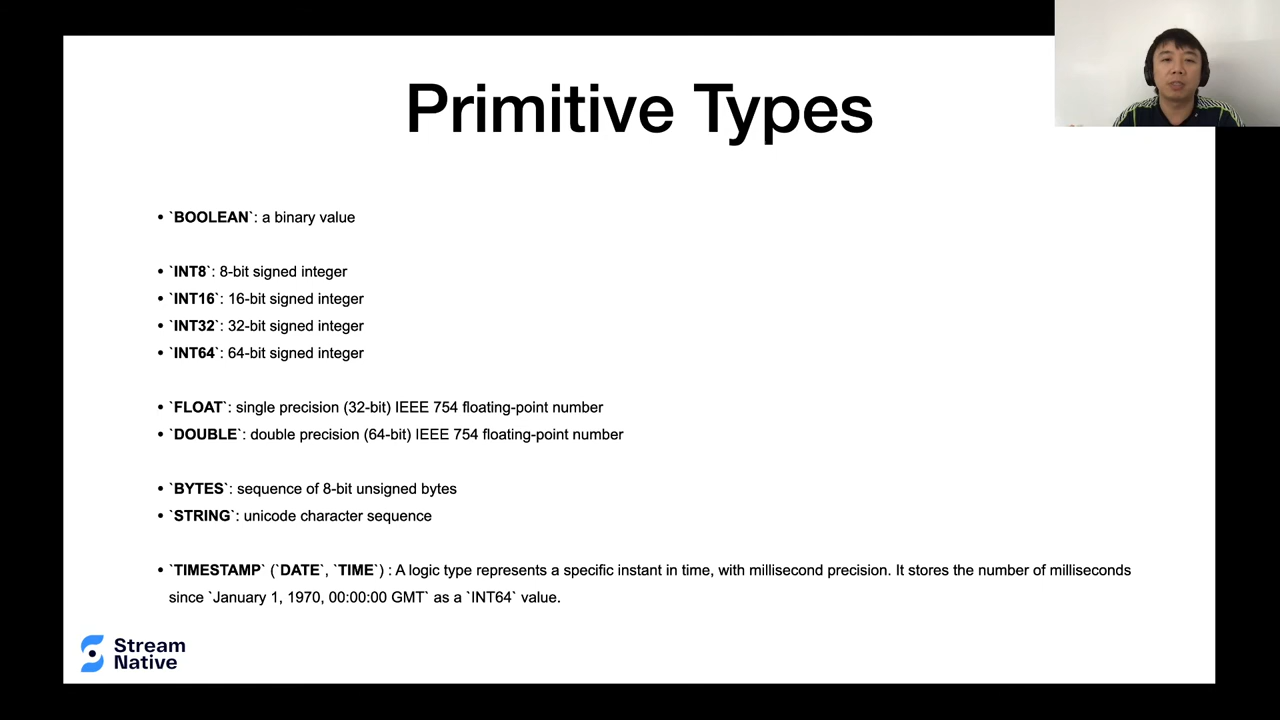 Primitive Types
• `BOOLEAN`: a binary value
• `INT8`: 8-bit signed integer
• `INT16`: 16-bit signed integer
• `INT32`: 32-bit signed integer
• `INT64`: 64-bit signed integer
• `FLOAT`: single precision (32-bit) IEEE 754 floating-point number
• `DOUBLE`: double precision (64-bit) IEEE 754 floating-point number
• `BYTES`: sequence of 8-bit unsigned bytes
• `STRING`: unicode character sequence
• `TIMESTAMP` (`DATE`, `TIME`) : A logic type represents a specific instant in time, with millisecond precision. It stores the number of milliseconds
since `January 1, 1970, 00:00:00 GMT` as a `INT64` value.
Stream
Native